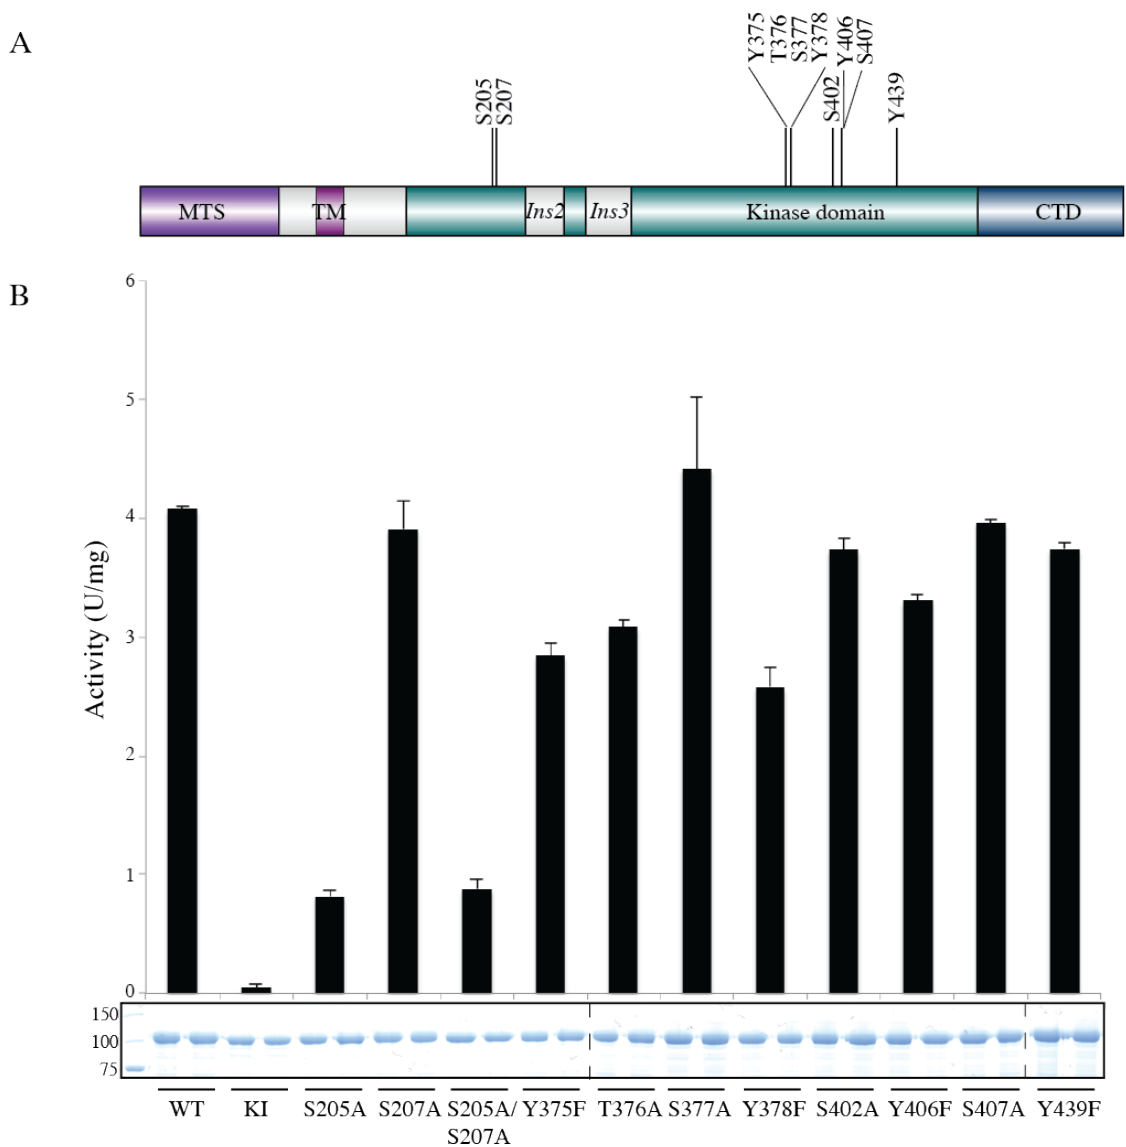 A
Y375
T376
S377
Y378
Y406
S407
S205
S207
S402
Y439
MTS
TM
Ins2
Ins3
Kinase domain
CTD
B
Activity (U/mg)
6
5
4
3
2
1
0
150
100
75
WT KI S205A S207A S205A/ Y375F T376A S377A Y378F S402A Y406F S407A Y439F
S207A